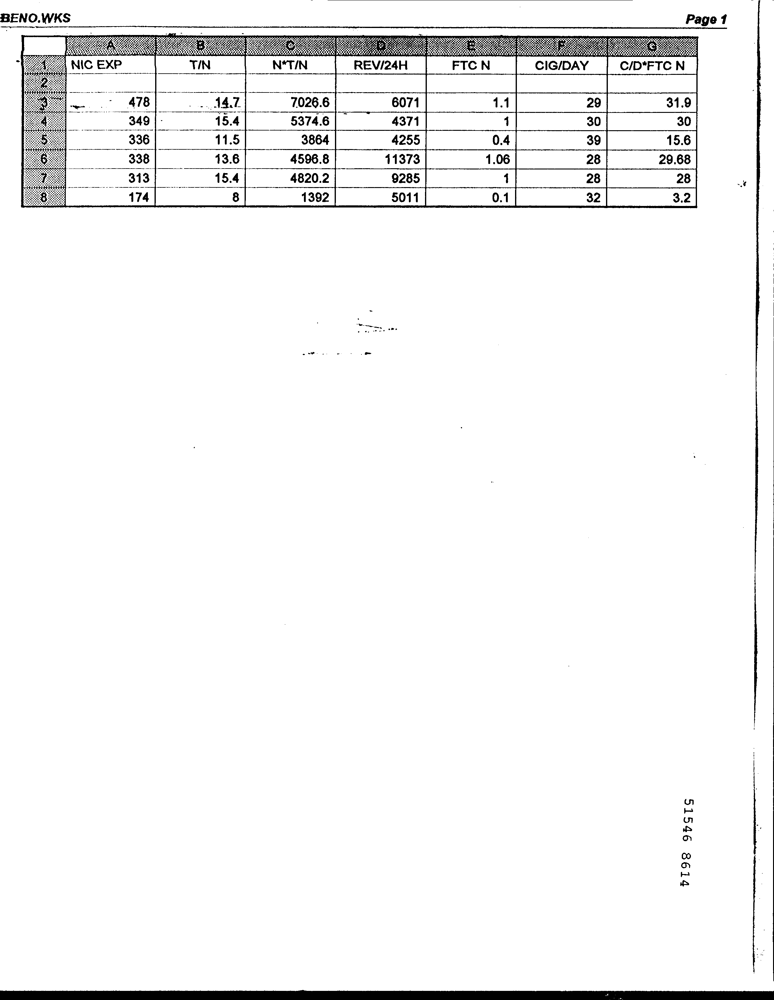 BENO.WKS Page 1
A B C D E F G
1 NIC EXP T/N N*T/N REV/24H FTC N CIG/DAY C/D*FTC N
2
3 478 14.7 7026.6 6071 1.1 29 31.9
4 349 15.4 5374.6 4371 1 30 30
5 336 11.5 3864 4255 0.4 39 15.6
6 338 13.6 4596.8 11373 1.06 28 29.68
7 313 15.4 4820.2 9285 1 28 28
8 174 8 1392 5011 0.1 32 3.2
51546 8614